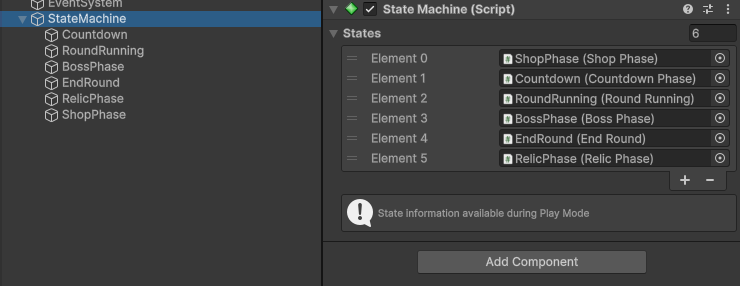 EventSystem
StateMachine
Countdown
RoundRunning
BossPhase
EndRound
RelicPhase
ShopPhase
State Machine (Script)
States 6
Element 0 ShopPhase (Shop Phase)
Element 1 Countdown (Countdown Phase)
Element 2 RoundRunning (Round Running)
Element 3 BossPhase (Boss Phase)
Element 4 EndRound (End Round)
Element 5 RelicPhase (Relic Phase)
State information available during Play Mode
Add Component